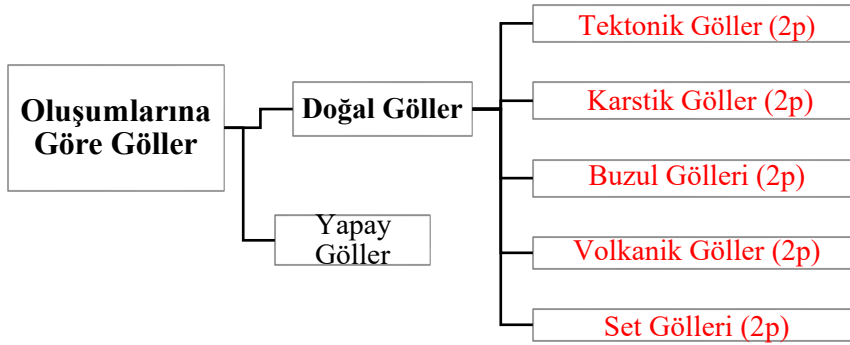 Oluşumlarına
Göre Göller
Doğal Göller
Yapay
Göller
Tektonik Göller (2p)
Karstik Göller (2p)
Buzul Gölleri (2p)
Volkanik Göller (2p)
Set Gölleri (2p)